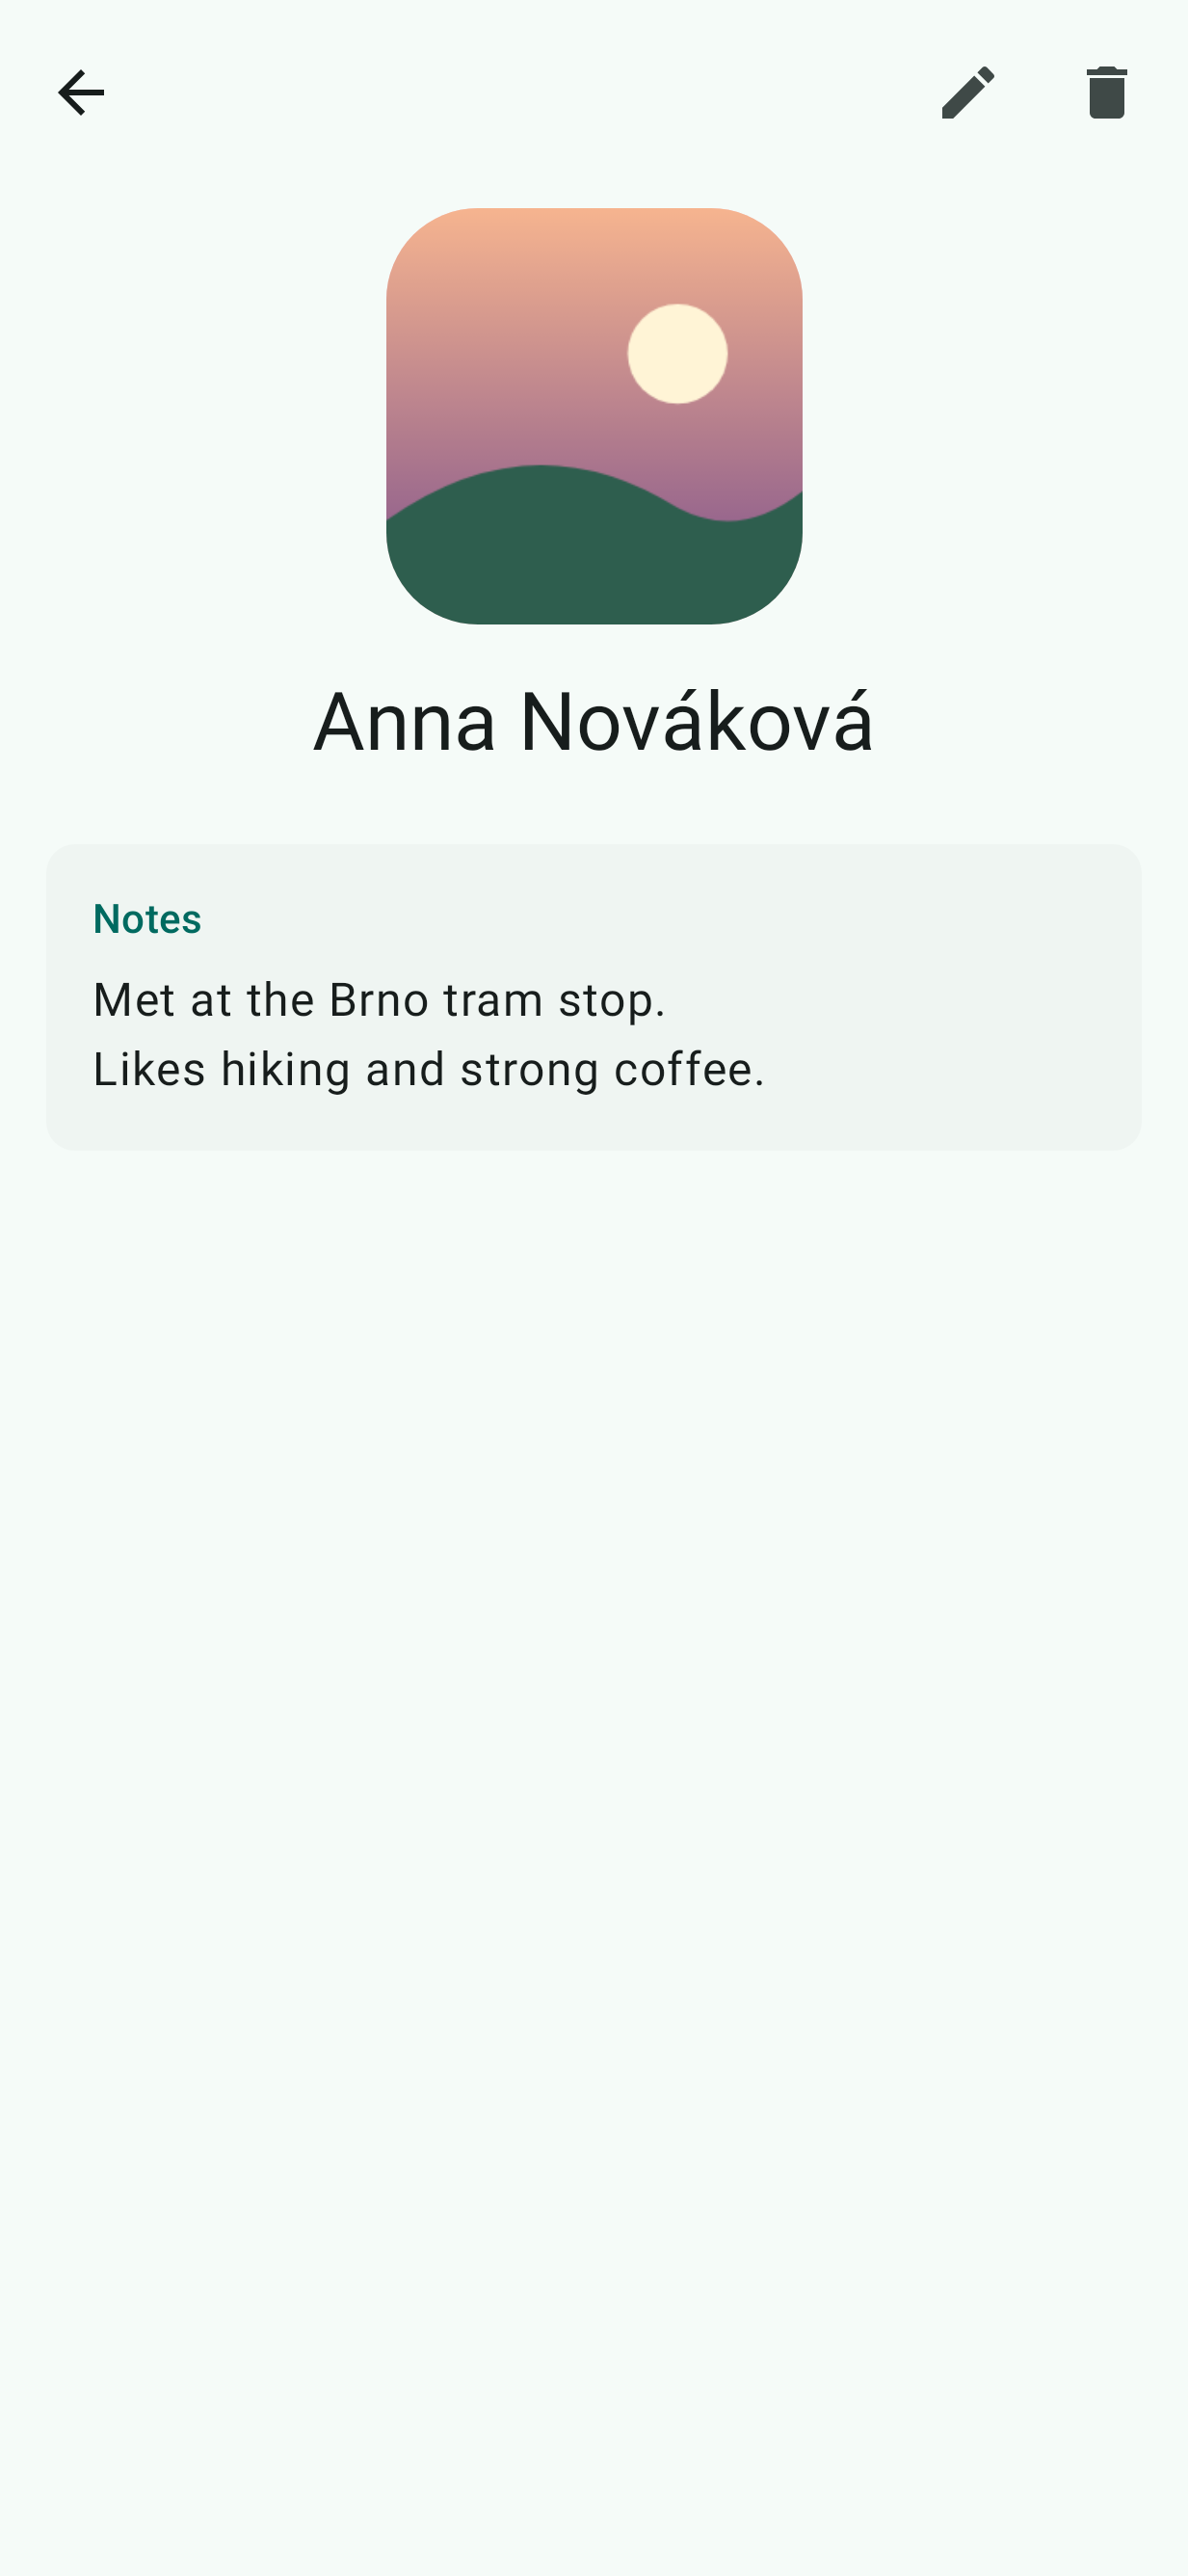 Anna Nováková
Notes
Met at the Brno tram stop.
Likes hiking and strong coffee.